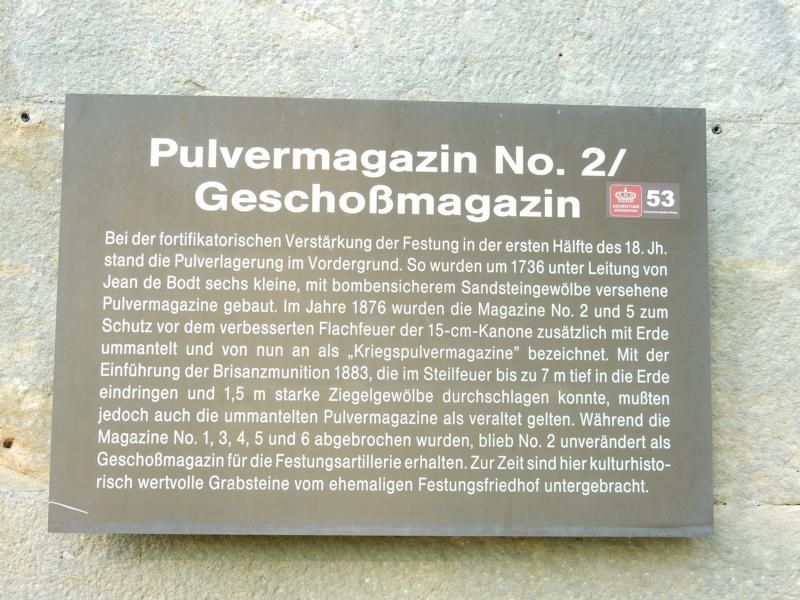 Pulvermagazin No. 2/
Geschoßmagazin
ADVENTURE
KÖNIGSTEIN
53
Bei der fortifikatorischen Verstärkung der Festung in der ersten Hälfte des 18. Jh.
stand die Pulverlagerung im Vordergrund. So wurden um 1736 unter Leitung von
Jean de Bodt sechs kleine, mit bombensicherem Sandsteingewölbe versehene
Pulvermagazine gebaut. Im Jahre 1876 wurden die Magazine No. 2 und 5 zum
Schutz vor dem verbesserten Flachfeuer der 15-cm-Kanone zusätzlich mit Erde
ummantelt und von nun an als „Kriegspulvermagazine" bezeichnet. Mit der
Einführung der Brisanzmunition 1883, die im Steilfeuer bis zu 7 m tief in die Erde
eindringen und 1,5 m starke Ziegelgewölbe durchschlagen konnte, mußten
jedoch auch die ummantelten Pulvermagazine als veraltet gelten. Während die
Magazine No. 1, 3, 4, 5 und 6 abgebrochen wurden, blieb No. 2 unverändert als
Geschoßmagazin für die Festungsartillerie erhalten. Zur Zeit sind hier kulturhisto-
risch wertvolle Grabsteine vom ehemaligen Festungsfriedhof untergebracht.